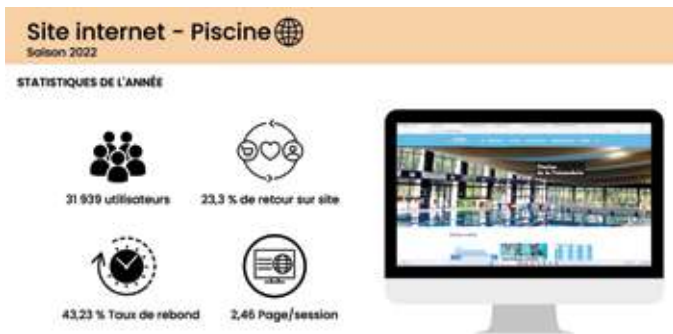 Site internet - Piscine
Saison 2022
STATISTIQUES DE L'ANNÉE
31 939 utilisateurs
23,3 % de retour sur site
43,23 % Taux de rebond
2,46 Page/session
Piscine